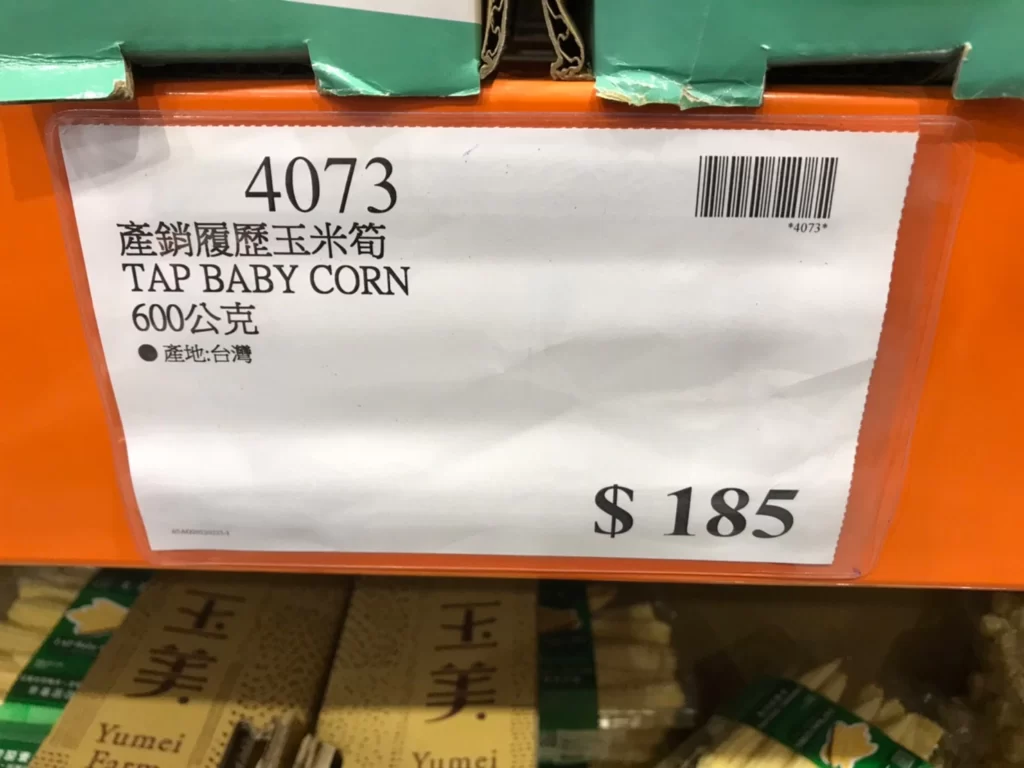 4073
*4073*
產銷履歷玉米筍
TAP BABY CORN
600公克
● 產地:台灣
$ 185
玉美
Yumei
Farm
玉美
Yumei